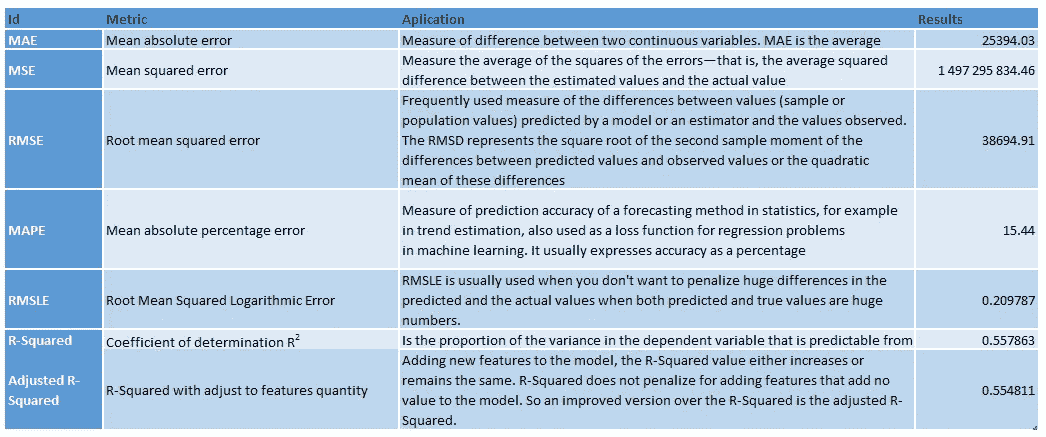 Id Metric Aplication Results
MAE Mean absolute error Measure of difference between two continuous variables. MAE is the average 25394.03
MSE Mean squared error Measure the average of the squares of the errors—that is, the average squared
difference between the estimated values and the actual value 1 497 295 834.46
RMSE Root mean squared error Frequently used measure of the differences between values (sample or
population values) predicted by a model or an estimator and the values observed.
The RMSD represents the square root of the second sample moment of the
differences between predicted values and observed values or the quadratic
mean of these differences 38694.91
MAPE Mean absolute percentage error Measure of prediction accuracy of a forecasting method in statistics, for example
in trend estimation, also used as a loss function for regression problems
in machine learning. It usually expresses accuracy as a percentage 15.44
RMSLE Root Mean Squared Logarithmic Error RMSLE is usually used when you don't want to penalize huge differences in the
predicted and the actual values when both predicted and true values are huge
numbers. 0.209787
R-Squared Coefficient of determination R² Is the proportion of the variance in the dependent variable that is predictable from 0.557863
Adjusted R-
Squared R-Squared with adjust to features quantity Adding new features to the model, the R-Squared value either increases or
remains the same. R-Squared does not penalize for adding features that add no
value to the model. So an improved version over the R-Squared is the adjusted R-
Squared. 0.554811